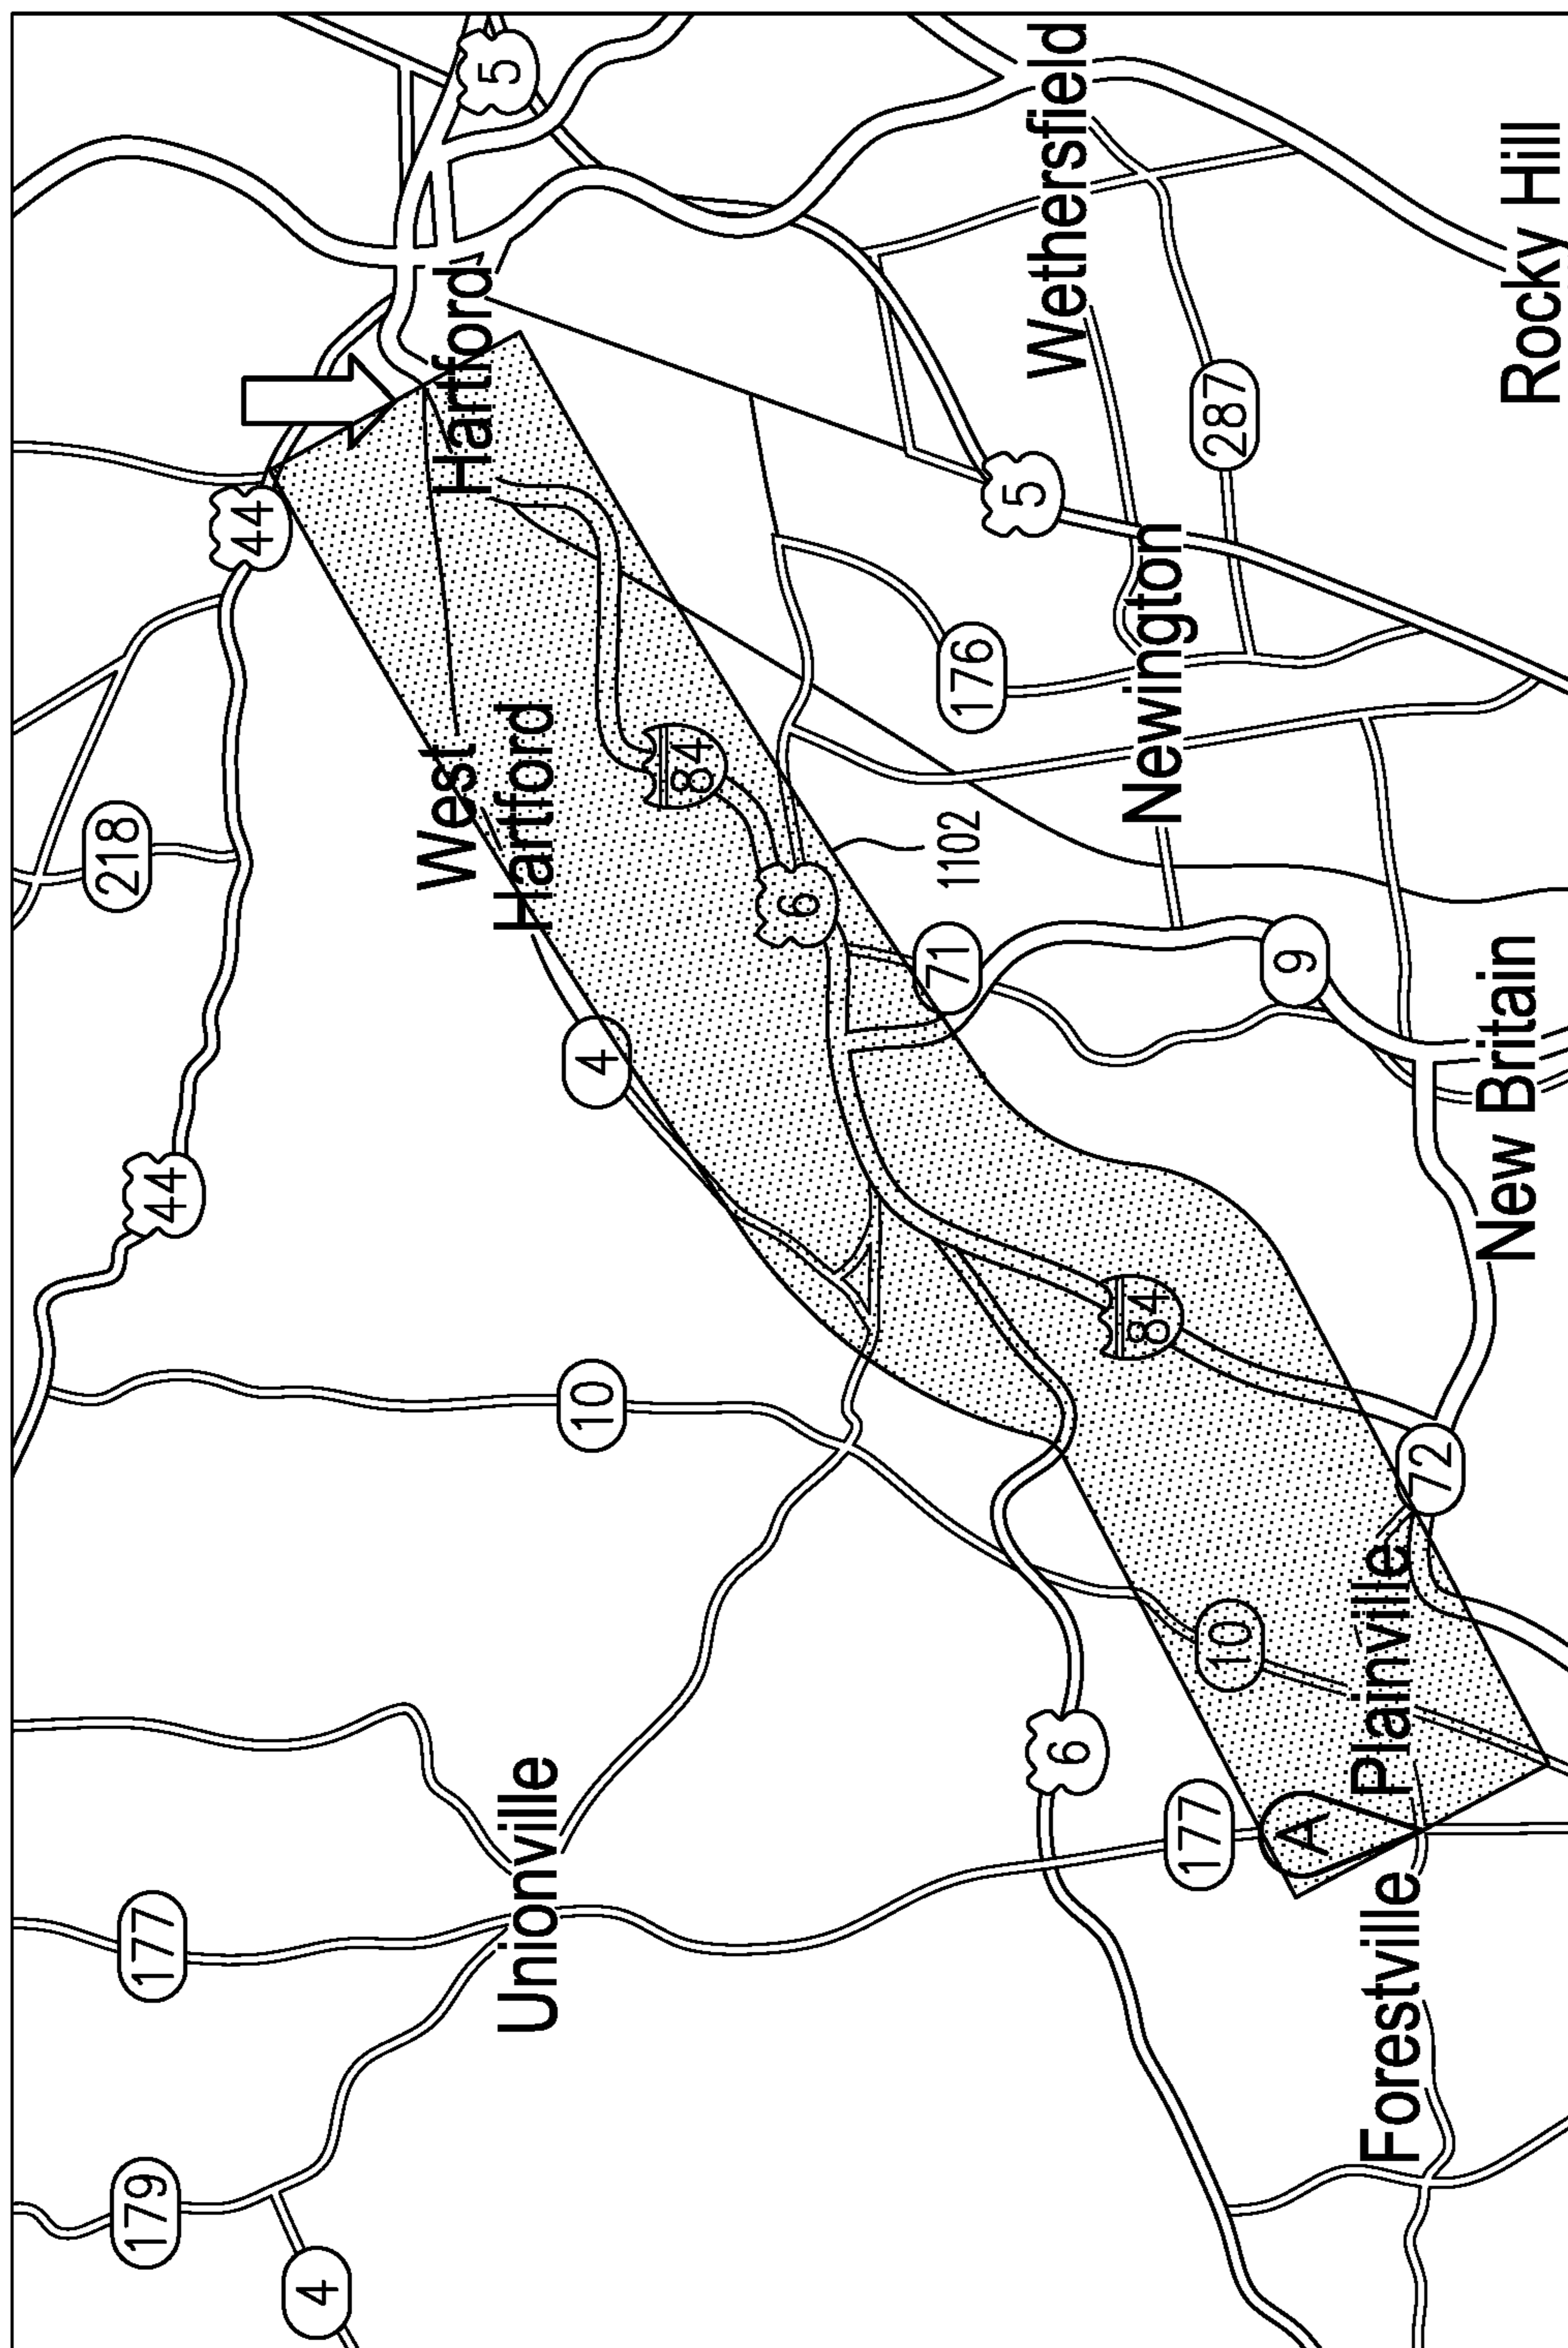 179
177
44
218
44
4
West
Hartford
Hartford
5
Unionville
10
4
84
6
71
1102
176
5
Wethersfield
6
84
Newington
177
10
287
A
9
Forestville
Plainville
72
New Britain
Rocky Hill